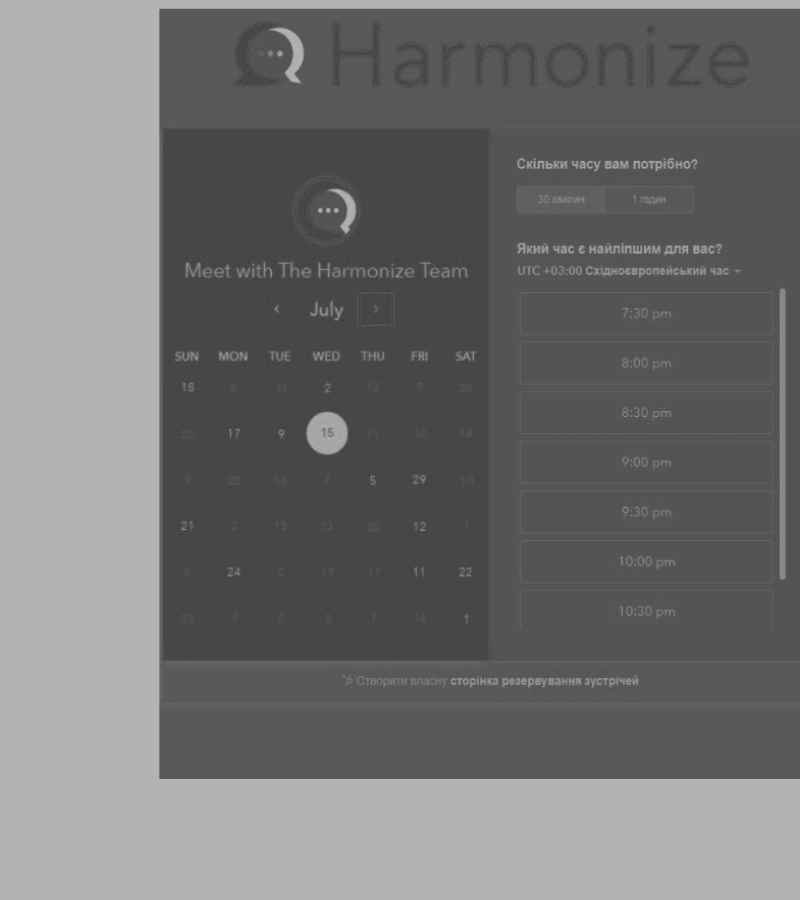 Harmonize
Meet with The Harmonize Team
July
SUN MON TUE WED THU FRI SAT
18 4 31 2 12 9 28
20 17 9 15 11 30 14
9 28 18 7 5 29 10
21 2 13 13 20 12 1
5 24 2 17 17 11 22
25 7 2 3 7 16 1
Скільки часу вам потрібно?
30 хвилин 1 годин
Який час є найліпшим для вас?
UTC +03:00 Східноєвропейський час
7:30 pm
8:00 pm
8:30 pm
9:00 pm
9:30 pm
10:00 pm
10:30 pm
Створити власну сторінка резервування зустрічей